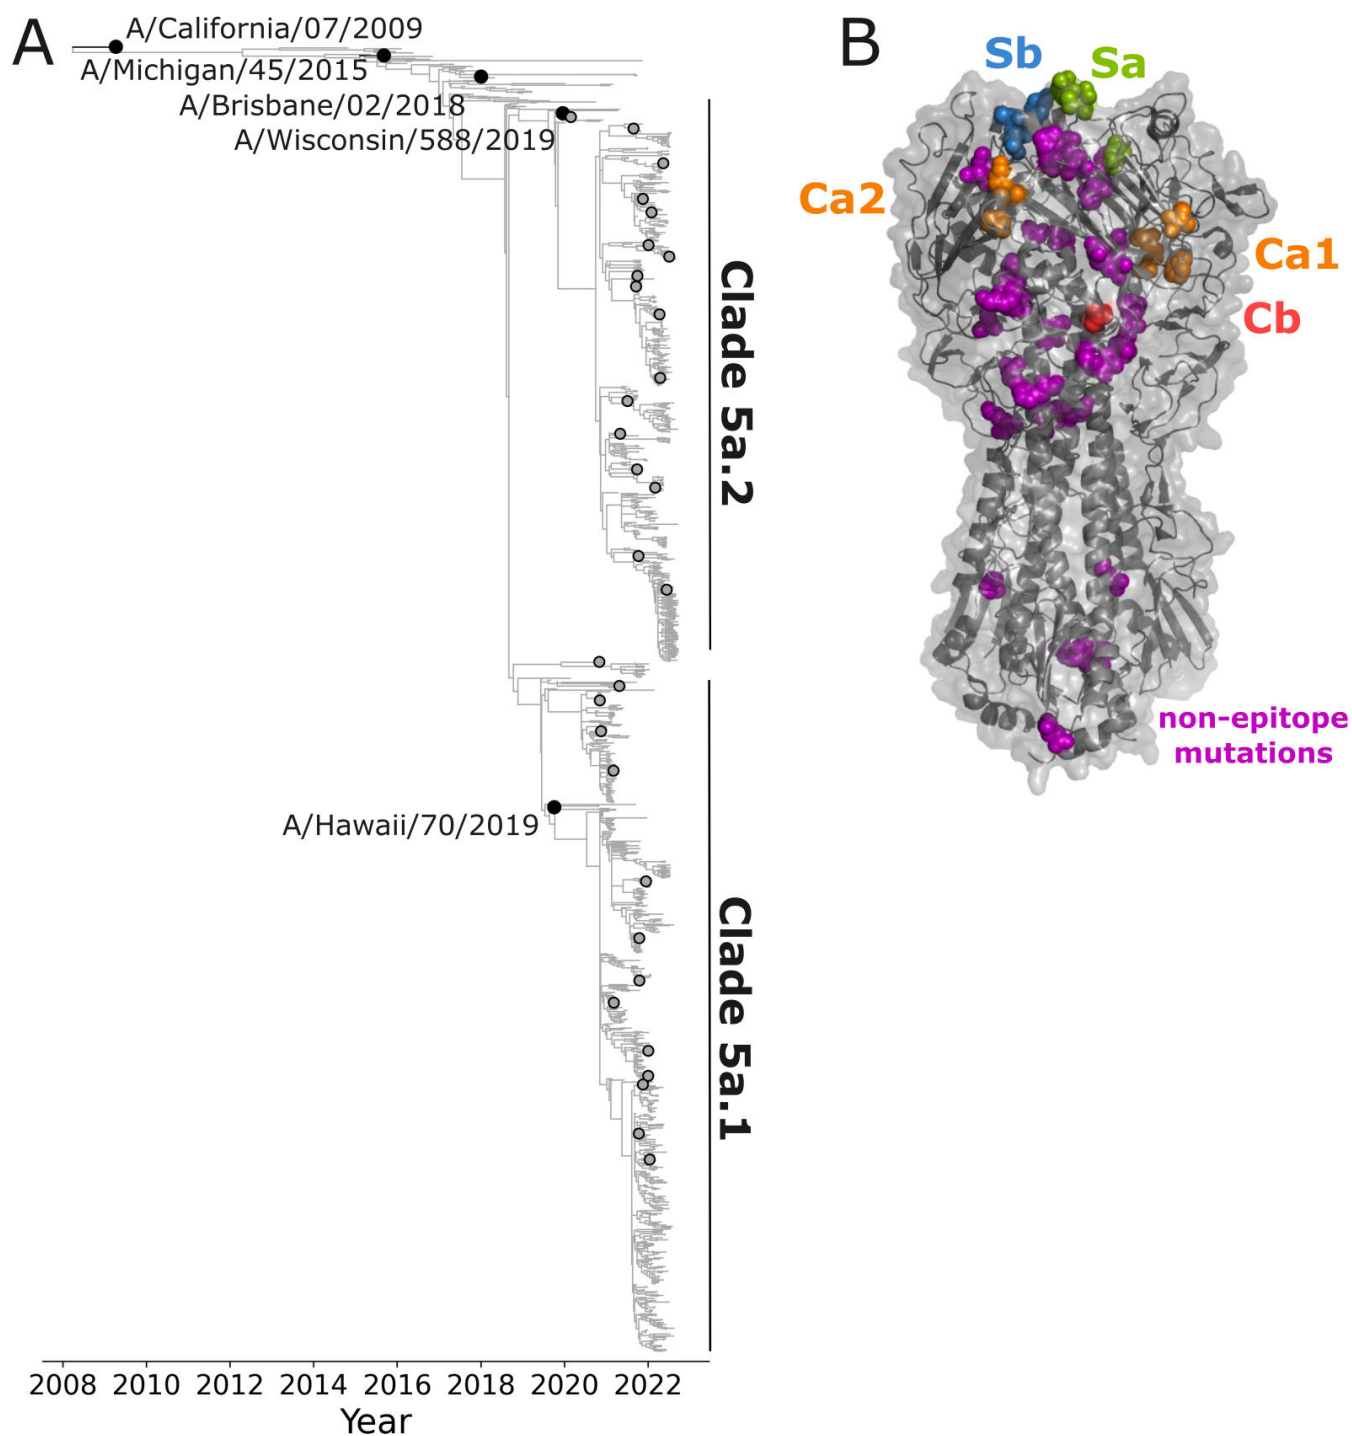 A
A/California/07/2009
A/Michigan/45/2015
A/Brisbane/02/2018
A/Wisconsin/588/2019
Clade 5a.2
A/Hawaii/70/2019
Clade 5a.1
2008 2010 2012 2014 2016 2018 2020 2022
Year
B
Sb
Sa
Ca2
Ca1
Cb
non-epitope
mutations